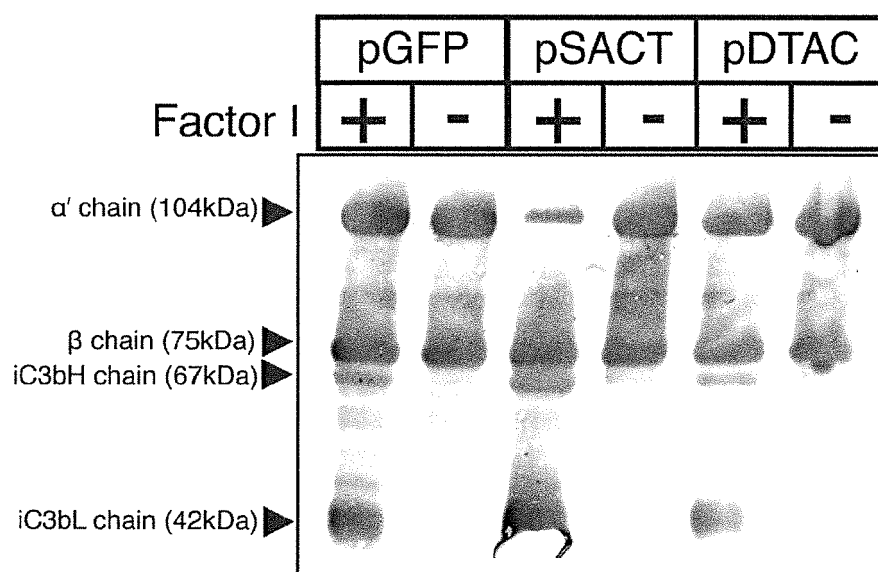 pGFP pSACT pDTAC
Factor I + - + - + -
α' chain (104kDa)
β chain (75kDa)
iC3bH chain (67kDa)
iC3bL chain (42kDa)